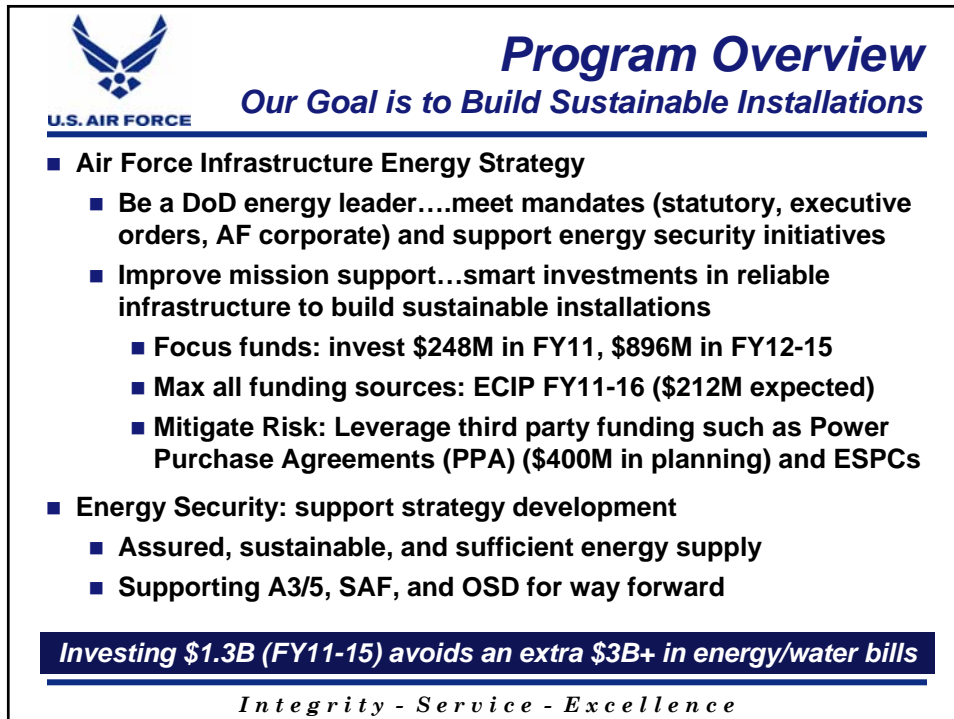 Program Overview
Our Goal is to Build Sustainable Installations
U.S. AIR FORCE
■ Air Force Infrastructure Energy Strategy
■ Be a DoD energy leader….meet mandates (statutory, executive
orders, AF corporate) and support energy security initiatives
■ Improve mission support…smart investments in reliable
infrastructure to build sustainable installations
■ Focus funds: invest $248M in FY11, $896M in FY12-15
■ Max all funding sources: ECIP FY11-16 ($212M expected)
■ Mitigate Risk: Leverage third party funding such as Power
Purchase Agreements (PPA) ($400M in planning) and ESPCs
■ Energy Security: support strategy development
■ Assured, sustainable, and sufficient energy supply
■ Supporting A3/5, SAF, and OSD for way forward
Investing $1.3B (FY11-15) avoids an extra $3B+ in energy/water bills
Integrity - Service - Excellence